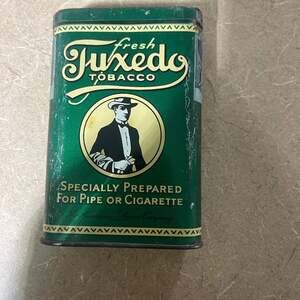 fresh
Tuxedo
TOBACCO
SPECIALLY PREPARED
FOR PIPE OR CIGARETTE